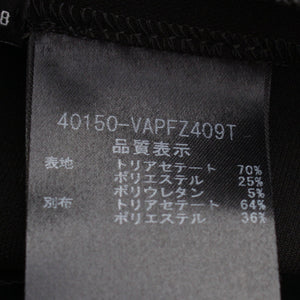 8
40150-VAPFZ409T
品質表示
表地 トリアセテート 70%
ポリエステル 25%
ポリウレタン 5%
別布 トリアセテート 64%
ポリエステル 36%